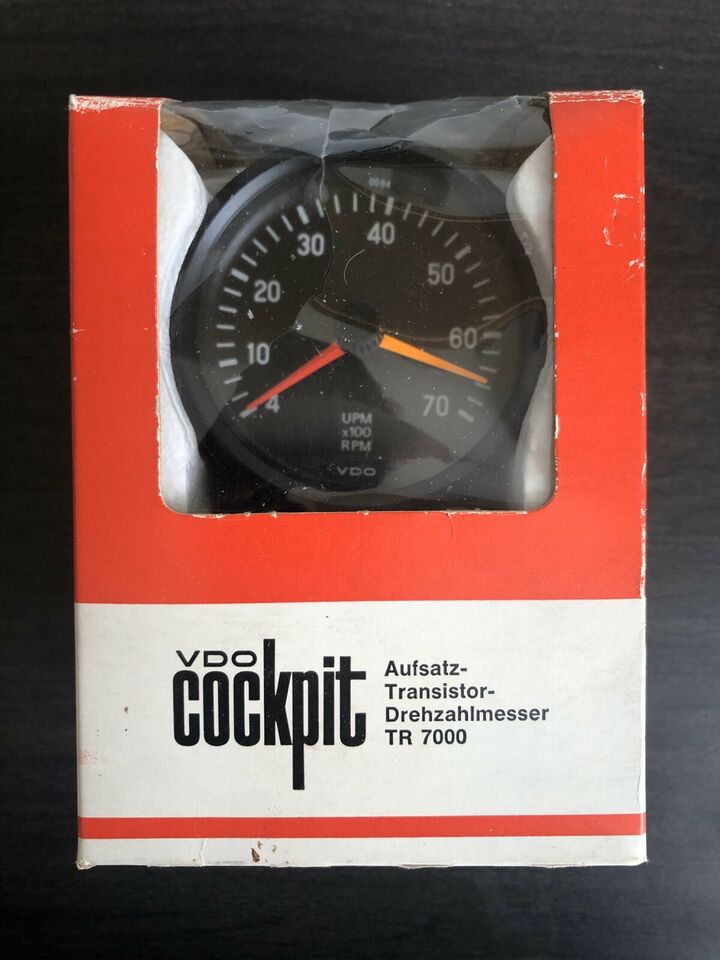 30
40
50
20
60
10
70
4
UPM
x100
RPM
VDO
VDO
cockpit
Aufsatz-
Transistor-
Drehzahlmesser
TR 7000